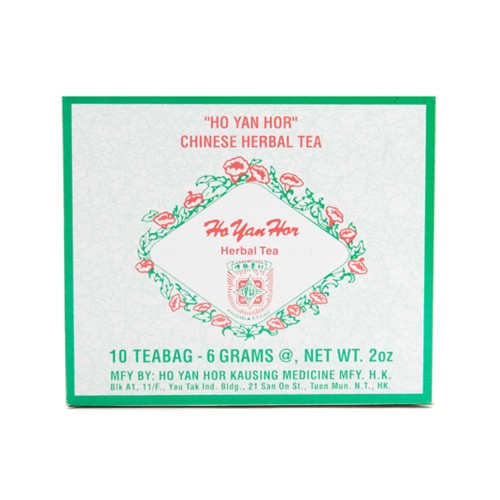 "HO YAN HOR"
CHINESE HERBAL TEA
Ho Yan Hor
Herbal Tea
10 TEABAG - 6 GRAMS @, NET WT. 2oz
MFY BY: HO YAN HOR KAUSING MEDICINE MFY. H.K.
Blk A1, 11/F., Yau Tak Ind. Bldg., 21 San On St., Tuen Mun. N.T., HK.